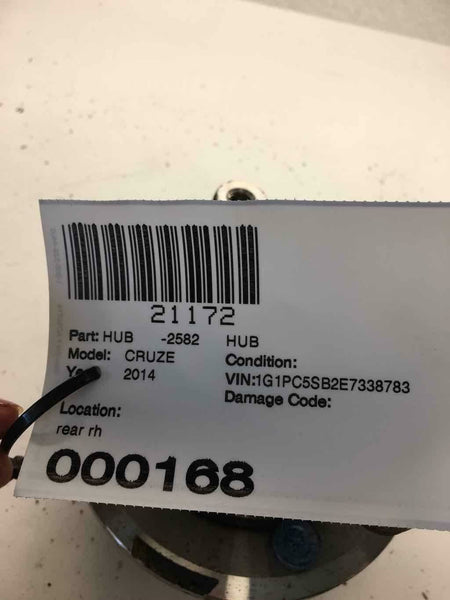 21172
Part: HUB -2582 HUB
Model: CRUZE
Condition:
2014
VIN:1G1PC5SB2E7338783
Damage Code:
Location:
rear rh
000168